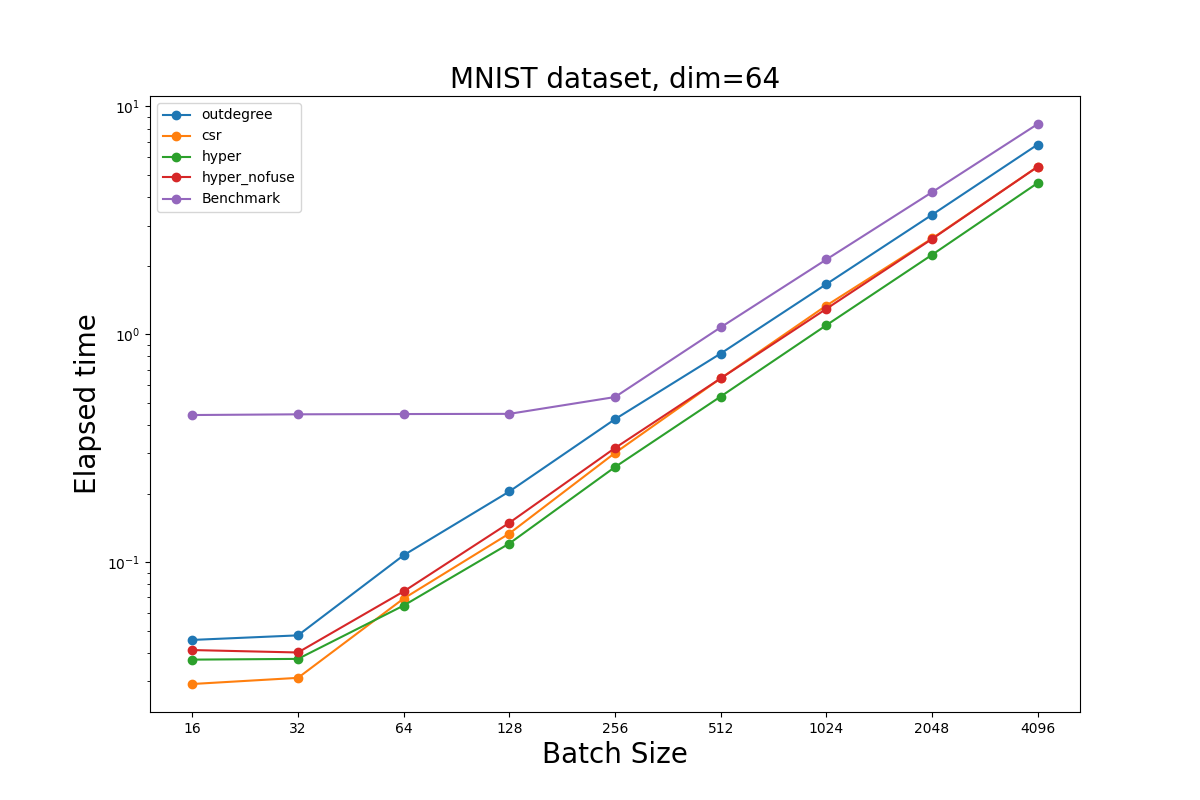 MNIST dataset, dim=64
outdegree
csr
hyper
hyper_nofuse
Benchmark
Elapsed time
10¹
10⁰
10⁻¹
16 32 64 128 256 512 1024 2048 4096
Batch Size